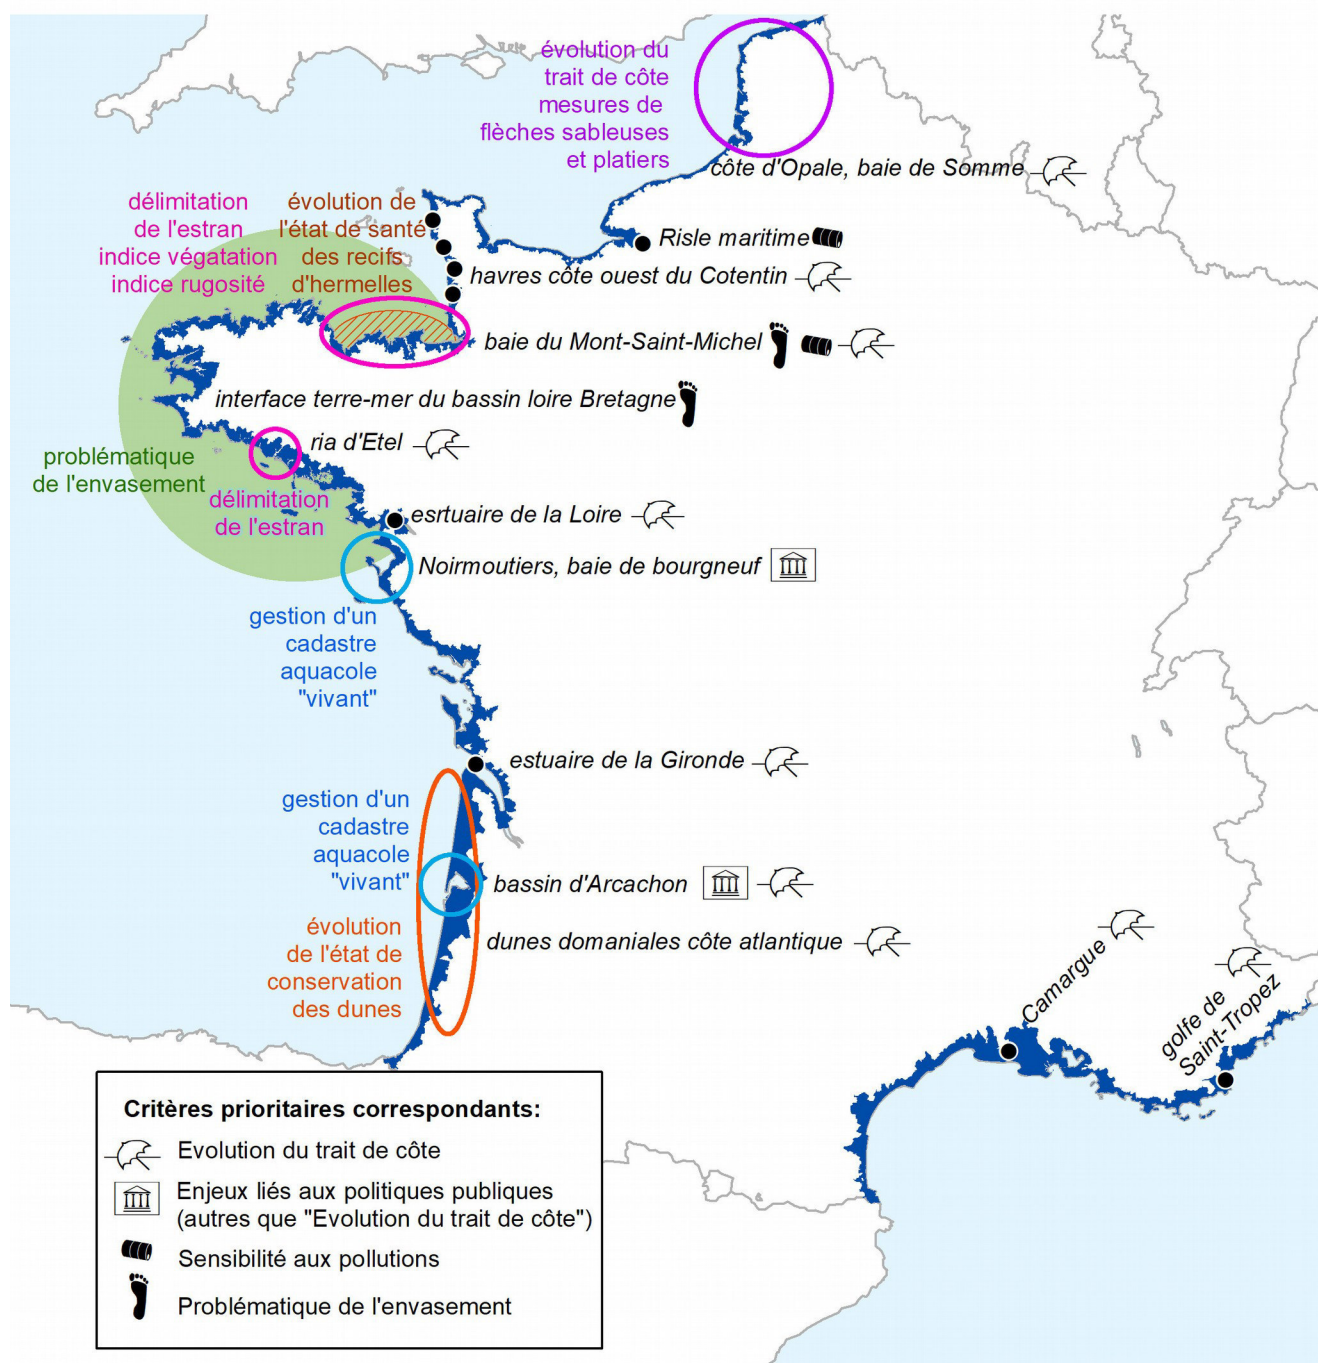 évolution du
trait de côte
mesures de
flèches sableuses
et platiers
côte d'Opale, baie de Somme
délimitation
de l'estran
indice végatation
indice rugosité
évolution de
l'état de santé
des recifs
d'hermelles
Risle maritime
havres côte ouest du Cotentin
baie du Mont-Saint-Michel
interface terre-mer du bassin loire Bretagne
ria d'Etel
problématique
de l'envasement
délimitation
de l'estran
esrtuaire de la Loire
Noirmoutiers, baie de bourgneuf
gestion d'un
cadastre
aquacole
"vivant"
estuaire de la Gironde
gestion d'un
cadastre
aquacole
"vivant"
bassin d'Arcachon
évolution
de l'état de
conservation
des dunes
dunes domaniales côte atlantique
Camargue
golfe de
Saint-Tropez
Critères prioritaires correspondants:
Evolution du trait de côte
Enjeux liés aux politiques publiques
(autres que "Evolution du trait de côte")
Sensibilité aux pollutions
Problématique de l'envasement